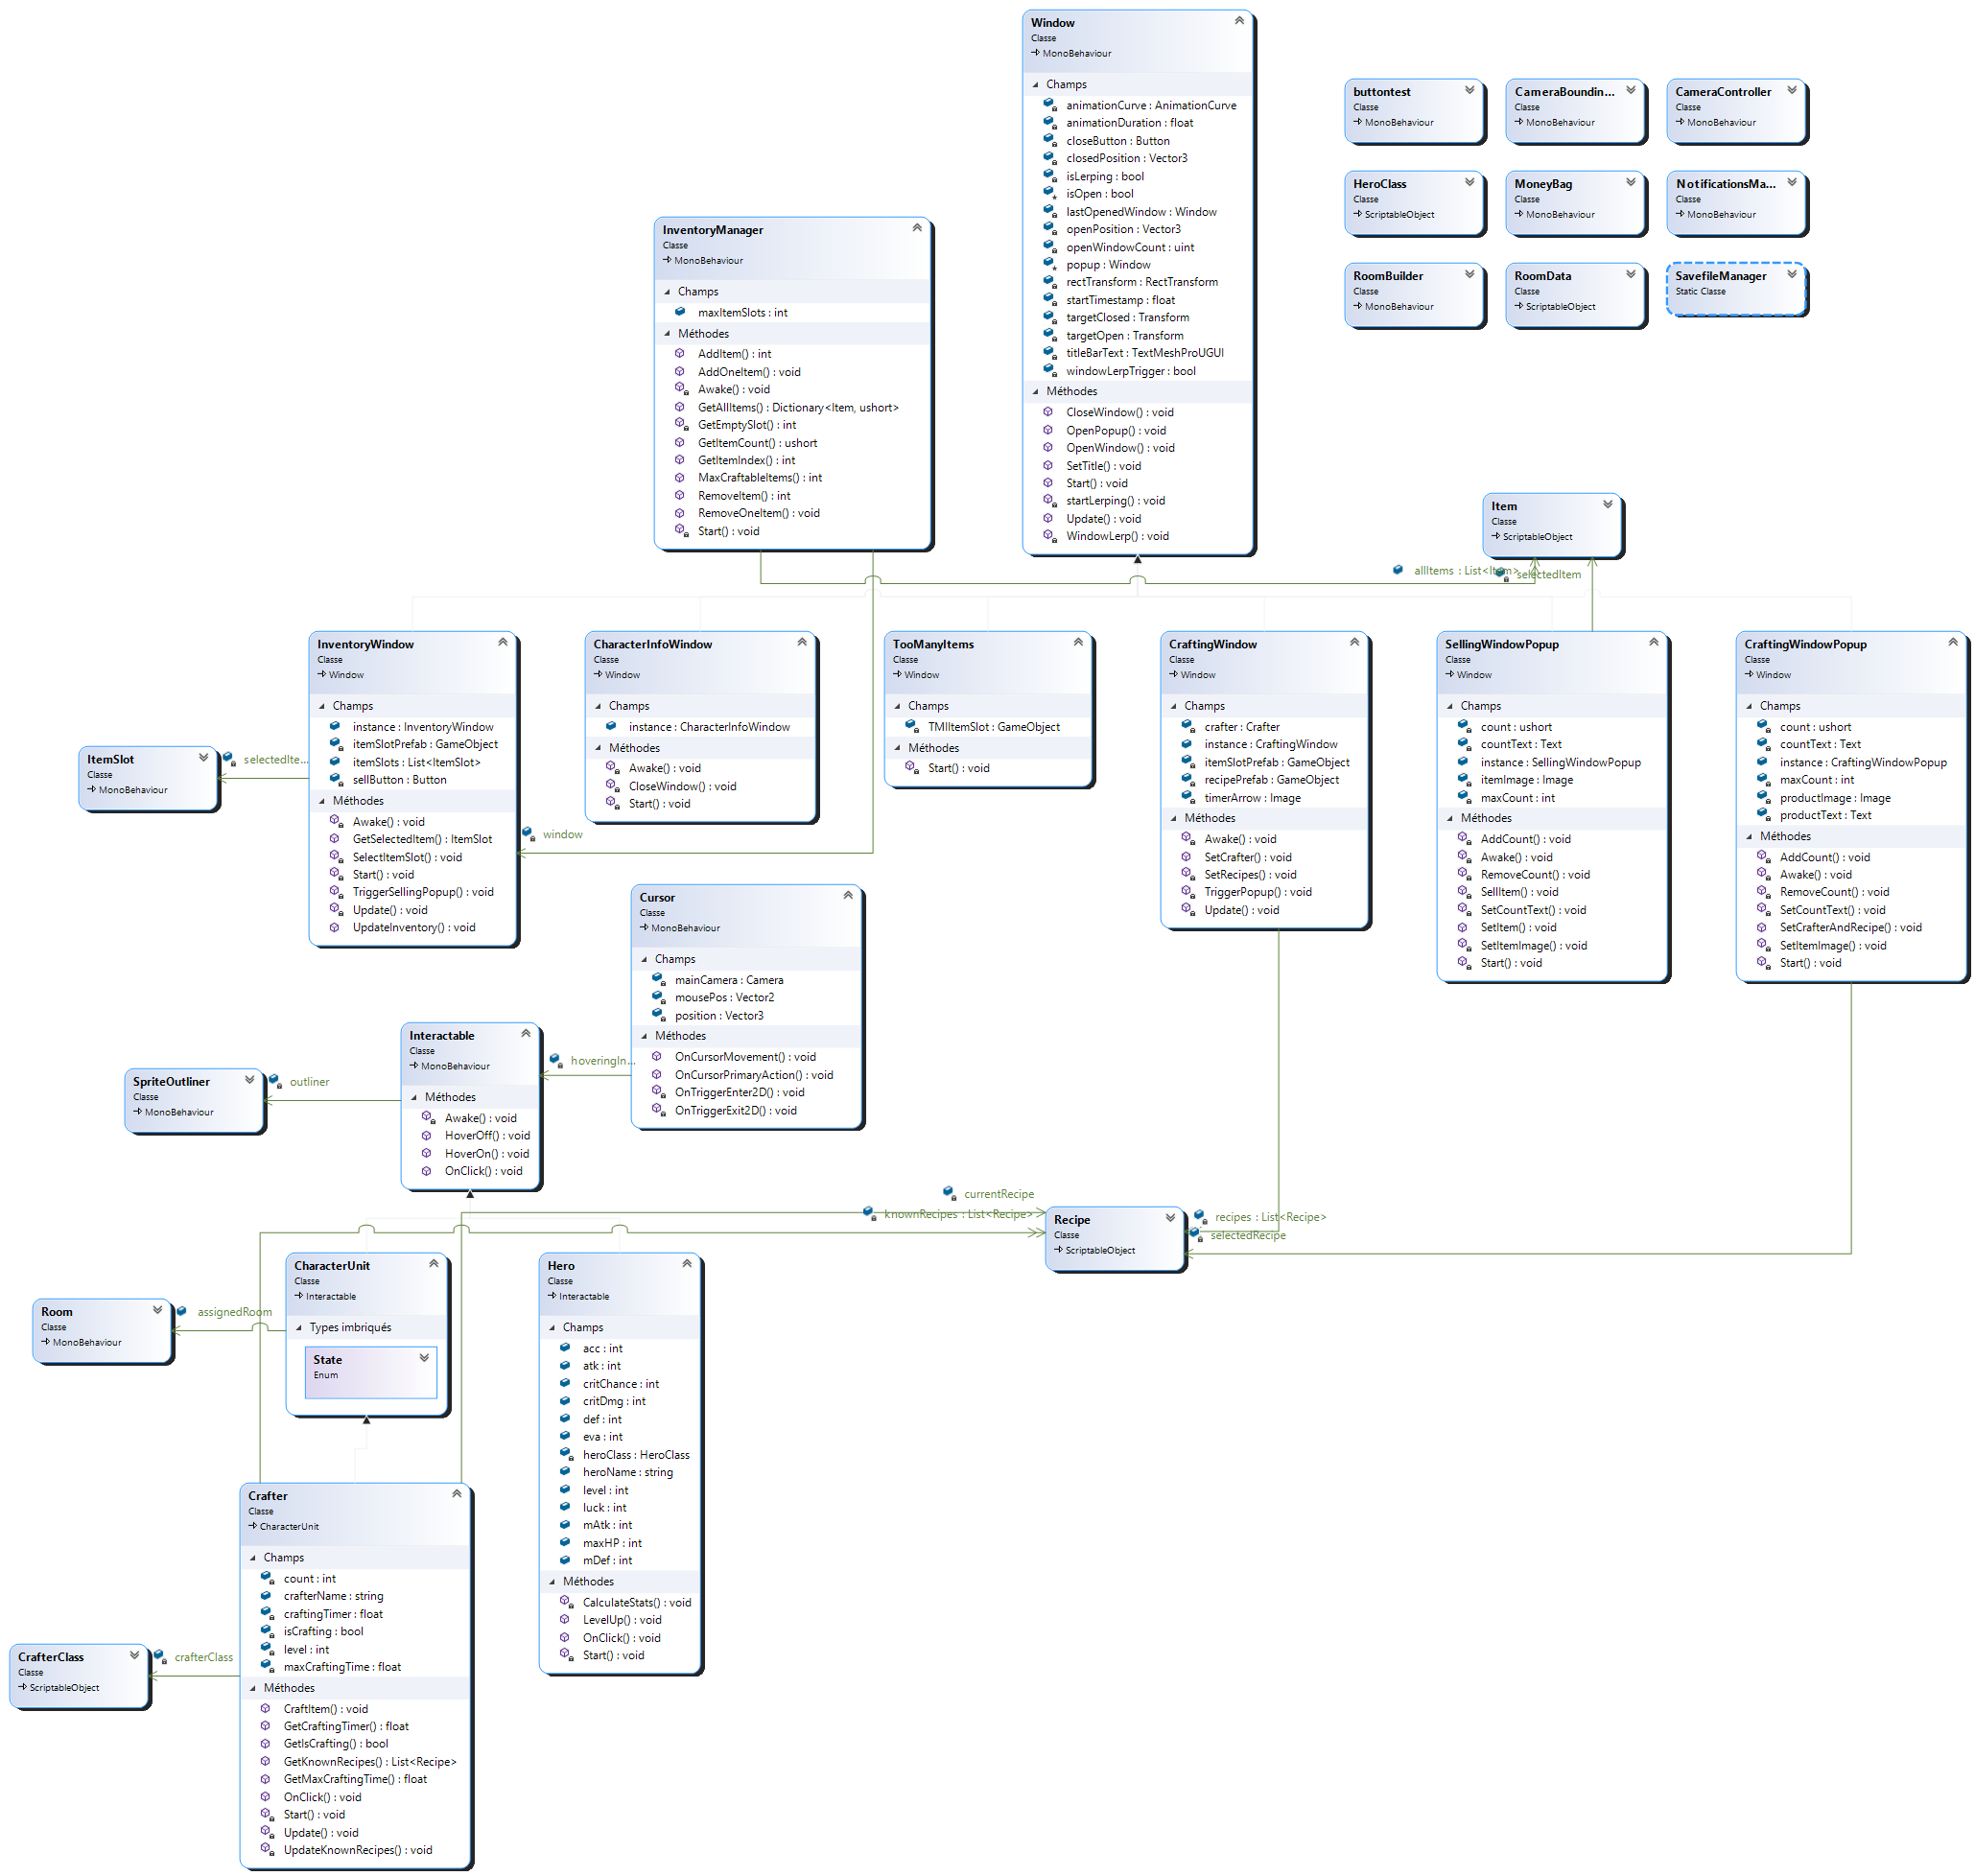 Window
Classe
MonoBehaviour
Champs
animationCurve : AnimationCurve
animationDuration : float
closeButton : Button
closedPosition : Vector3
isLerping : bool
isOpen : bool
lastOpenedWindow : Window
openPosition : Vector3
openWindowCount : uint
popup : Window
rectTransform : RectTransform
startTimestamp : float
targetClosed : Transform
targetOpen : Transform
titleBarText : TextMeshProUGUI
windowLerpTrigger : bool
Méthodes
CloseWindow() : void
OpenPopup() : void
OpenWindow() : void
SetTitle() : void
Start() : void
startLerping() : void
Update() : void
WindowLerp() : void
buttontest
Classe
MonoBehaviour
CameraBoundin...
Classe
MonoBehaviour
CameraController
Classe
MonoBehaviour
HeroClass
Classe
ScriptableObject
MoneyBag
Classe
MonoBehaviour
NotificationsMa...
Classe
MonoBehaviour
RoomBuilder
Classe
MonoBehaviour
RoomData
Classe
ScriptableObject
SavefileManager
Static Classe
InventoryManager
Classe
MonoBehaviour
Champs
maxItemSlots : int
Méthodes
AddItem() : int
AddOneItem() : void
Awake() : void
GetAllItems() : Dictionary<Item, ushort>
GetEmptySlot() : int
GetItemCount() : ushort
GetItemIndex() : int
MaxCraftableItems() : int
RemoveItem() : int
RemoveOneItem() : void
Start() : void
Item
Classe
ScriptableObject
allItems : List<Item>
selectedItem
InventoryWindow
Classe
Window
Champs
instance : InventoryWindow
itemSlotPrefab : GameObject
itemSlots : List<ItemSlot>
sellButton : Button
Méthodes
Awake() : void
GetSelectedItem() : ItemSlot
SelectItemSlot() : void
Start() : void
TriggerSellingPopup() : void
Update() : void
UpdateInventory() : void
CharacterInfoWindow
Classe
Window
Champs
instance : CharacterInfoWindow
Méthodes
Awake() : void
CloseWindow() : void
Start() : void
TooManyItems
Classe
Window
Champs
TMIItemSlot : GameObject
Méthodes
Start() : void
CraftingWindow
Classe
Window
Champs
crafter : Crafter
instance : CraftingWindow
itemSlotPrefab : GameObject
recipePrefab : GameObject
timerArrow : Image
Méthodes
Awake() : void
SetCrafter() : void
SetRecipes() : void
TriggerPopup() : void
Update() : void
SellingWindowPopup
Classe
Window
Champs
count : ushort
countText : Text
instance : SellingWindowPopup
itemImage : Image
maxCount : int
Méthodes
AddCount() : void
Awake() : void
RemoveCount() : void
SellItem() : void
SetCountText() : void
SetItem() : void
SetItemImage() : void
Start() : void
CraftingWindowPopup
Classe
Window
Champs
count : ushort
countText : Text
instance : CraftingWindowPopup
maxCount : int
productImage : Image
productText : Text
Méthodes
AddCount() : void
Awake() : void
RemoveCount() : void
SetCountText() : void
SetCrafterAndRecipe() : void
SetItemImage() : void
Start() : void
ItemSlot
Classe
MonoBehaviour
selectedIte...
window
Cursor
Classe
MonoBehaviour
Champs
mainCamera : Camera
mousePos : Vector2
position : Vector3
Méthodes
OnCursorMovement() : void
OnCursorPrimaryAction() : void
OnTriggerEnter2D() : void
OnTriggerExit2D() : void
Interactable
Classe
MonoBehaviour
Méthodes
Awake() : void
HoverOff() : void
HoverOn() : void
OnClick() : void
hoveringIn...
SpriteOutliner
Classe
MonoBehaviour
outliner
currentRecipe
knownRecipes : List<Recipe>
Recipe
Classe
ScriptableObject
recipes : List<Recipe>
selectedRecipe
CharacterUnit
Classe
Interactable
Types imbriqués
State
Enum
Room
Classe
MonoBehaviour
assignedRoom
Hero
Classe
Interactable
Champs
acc : int
atk : int
critChance : int
critDmg : int
def : int
eva : int
heroClass : HeroClass
heroName : string
level : int
luck : int
mAtk : int
maxHP : int
mDef : int
Méthodes
CalculateStats() : void
LevelUp() : void
OnClick() : void
Start() : void
Crafter
Classe
CharacterUnit
Champs
count : int
crafterName : string
craftingTimer : float
isCrafting : bool
level : int
maxCraftingTime : float
Méthodes
CraftItem() : void
GetCraftingTimer() : float
GetIsCrafting() : bool
GetKnownRecipes() : List<Recipe>
GetMaxCraftingTime() : float
OnClick() : void
Start() : void
Update() : void
UpdateKnownRecipes() : void
CrafterClass
Classe
ScriptableObject
crafterClass